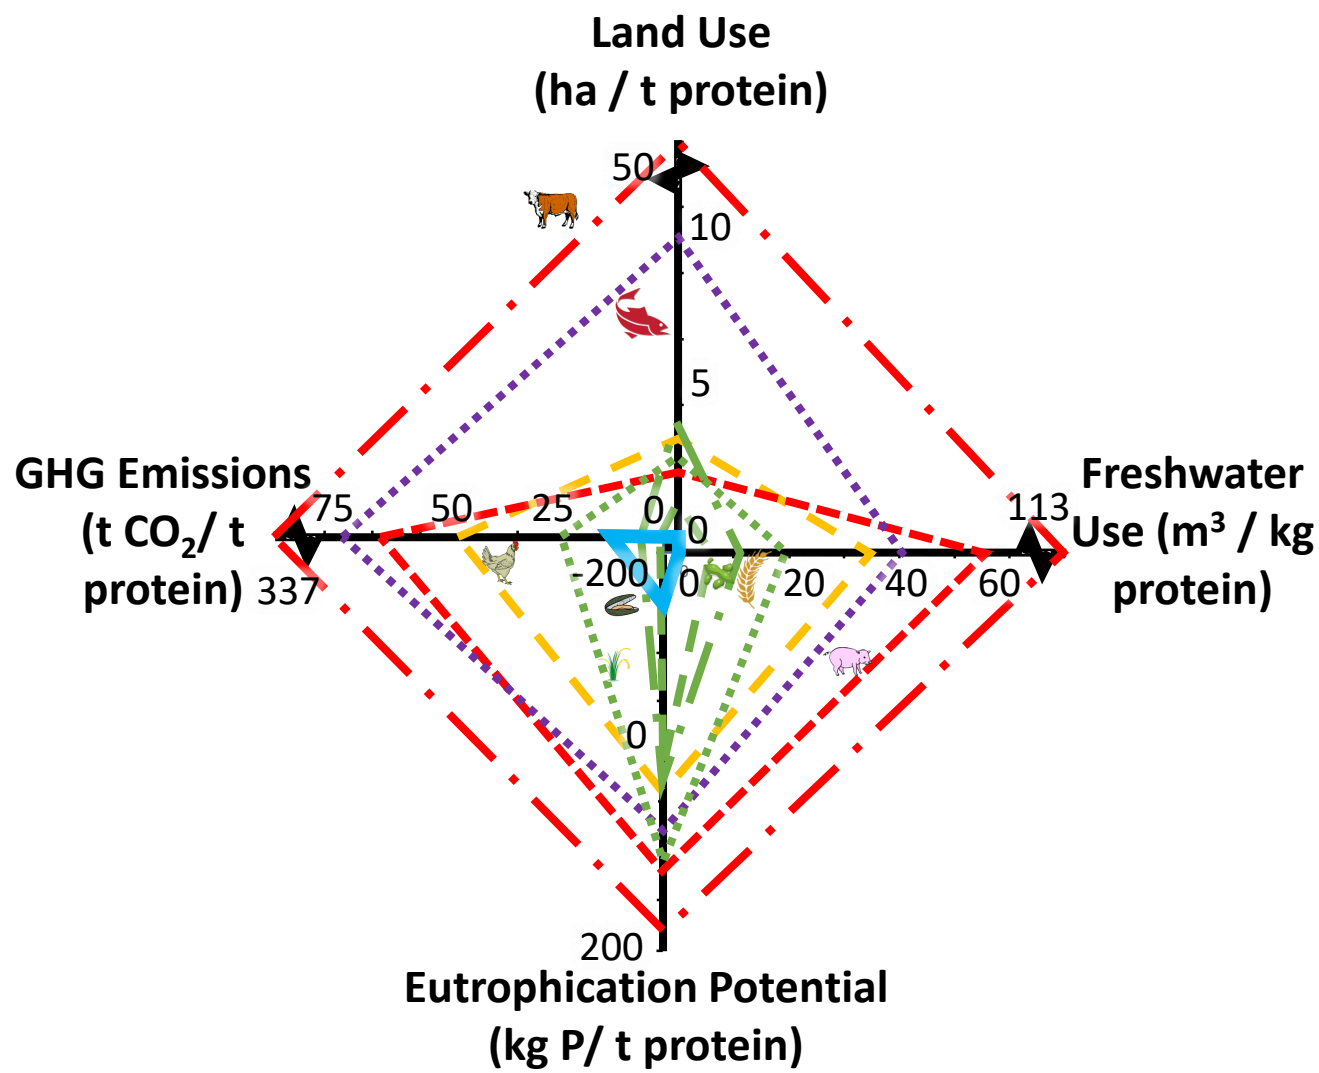 Land Use
(ha / t protein)
50
10
5
GHG Emissions
(t CO₂/ t
protein)
337
75
50
25
0
0
-200
0
20
40
60
113
Freshwater
Use (m³ / kg
protein)
0
200
Eutrophication Potential
(kg P/ t protein)